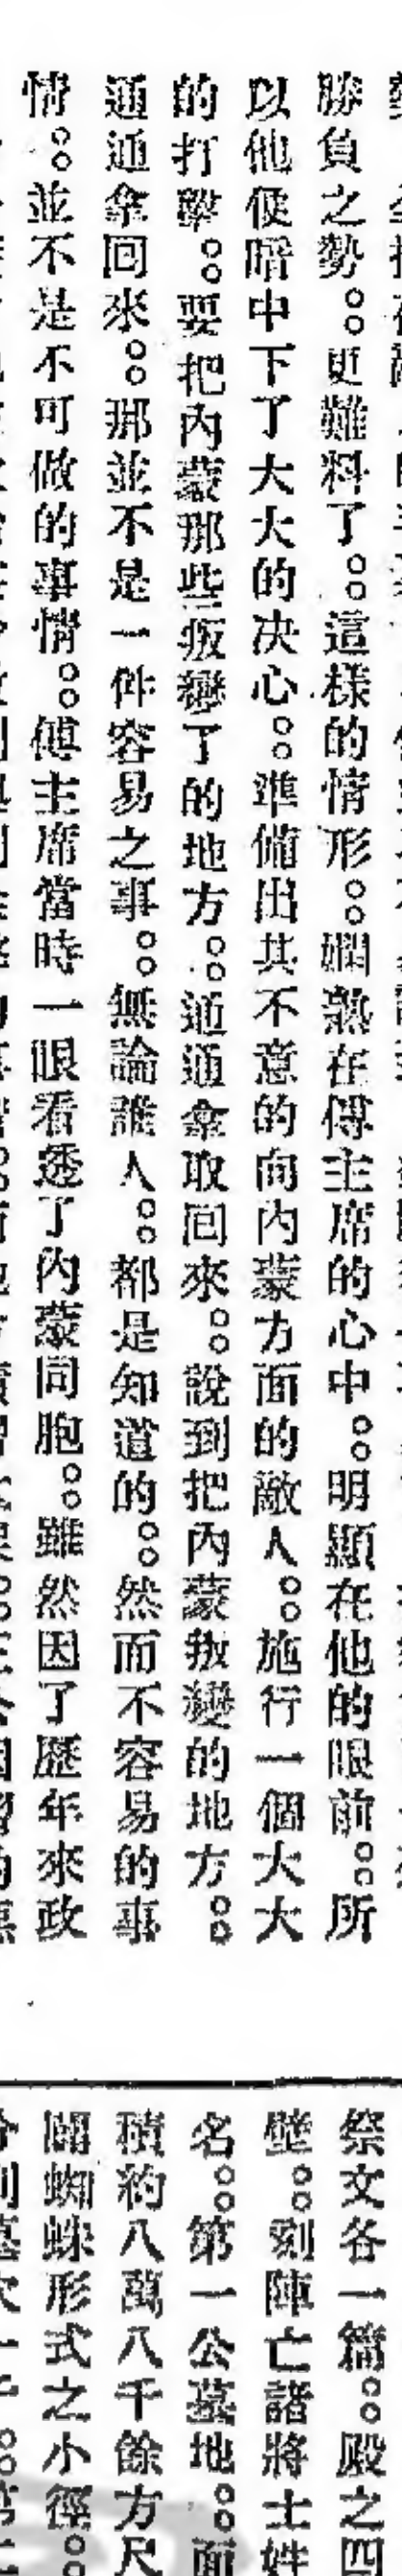 勝負之勢。。更難料了。。這樣的情形。。嫻熟在傅主席的心中。。明顯在他的眼前。。所
以他便暗中下了大大的决心。。準備出其不意的向內蒙方面的敵人。。施行一個大大
的打擊。。要把內蒙那些叛變了的地方。。通通拿取回來。。說到把內蒙叛變的地方。。
通通拿回來。。那並不是一件容易之事。。無論誰人。。都是知道的。。然而不容易的事
情。。並不是不可做的事情。。傅主席當時一眼看透了內蒙同胞。。雖然因了歷年來政
祭文各一篇。。殿之四
壁。。刻陣亡諸將士姓
名。。第一公墓地。。面
積約八萬八千餘方尺
闢蜘蛛形式之小徑。。